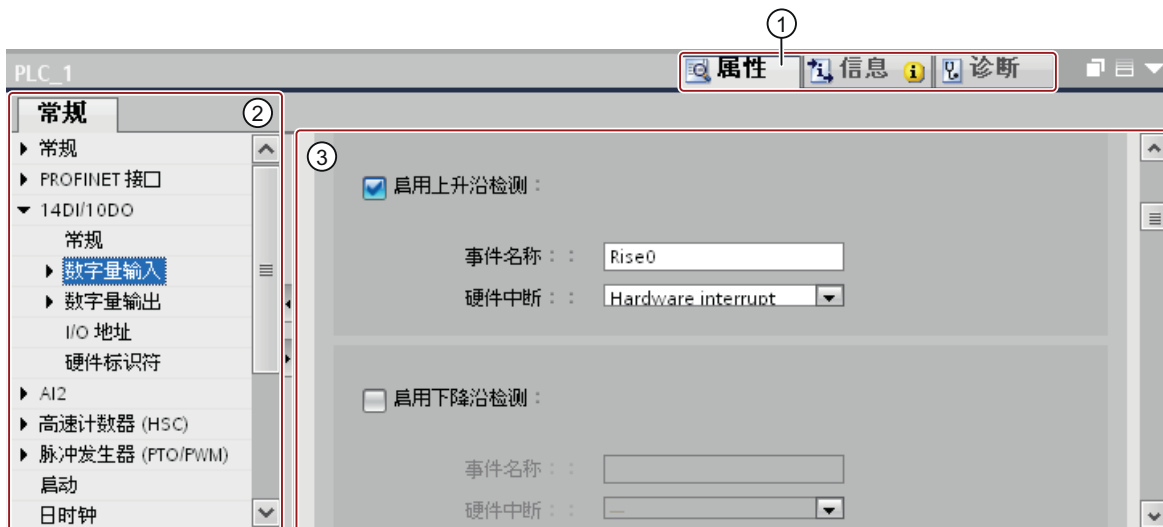 ①
PLC_1
属性 信息 诊断
常规 ②
③
常规
PROFINET 接口
14DI/10DO
常规
数字量输入
数字量输出
I/O 地址
硬件标识符
AI2
高速计数器 (HSC)
脉冲发生器 (PTO/PWM)
启动
日时钟
启用上升沿检测：
事件名称：： Rise0
硬件中断：： Hardware interrupt
启用下降沿检测：
事件名称：：
硬件中断：： ---